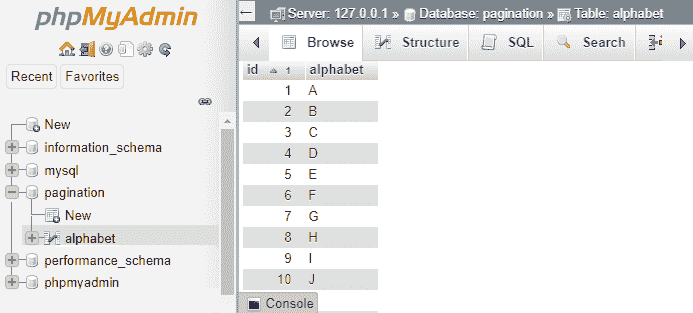 phpMyAdmin
Recent Favorites
New
information_schema
mysql
pagination
New
alphabet
performance_schema
phpmyadmin
Server: 127.0.0.1 » Database: pagination » Table: alphabet
Browse Structure SQL Search
id 1 alphabet
1 A
2 B
3 C
4 D
5 E
6 F
7 G
8 H
9 I
10 J
Console